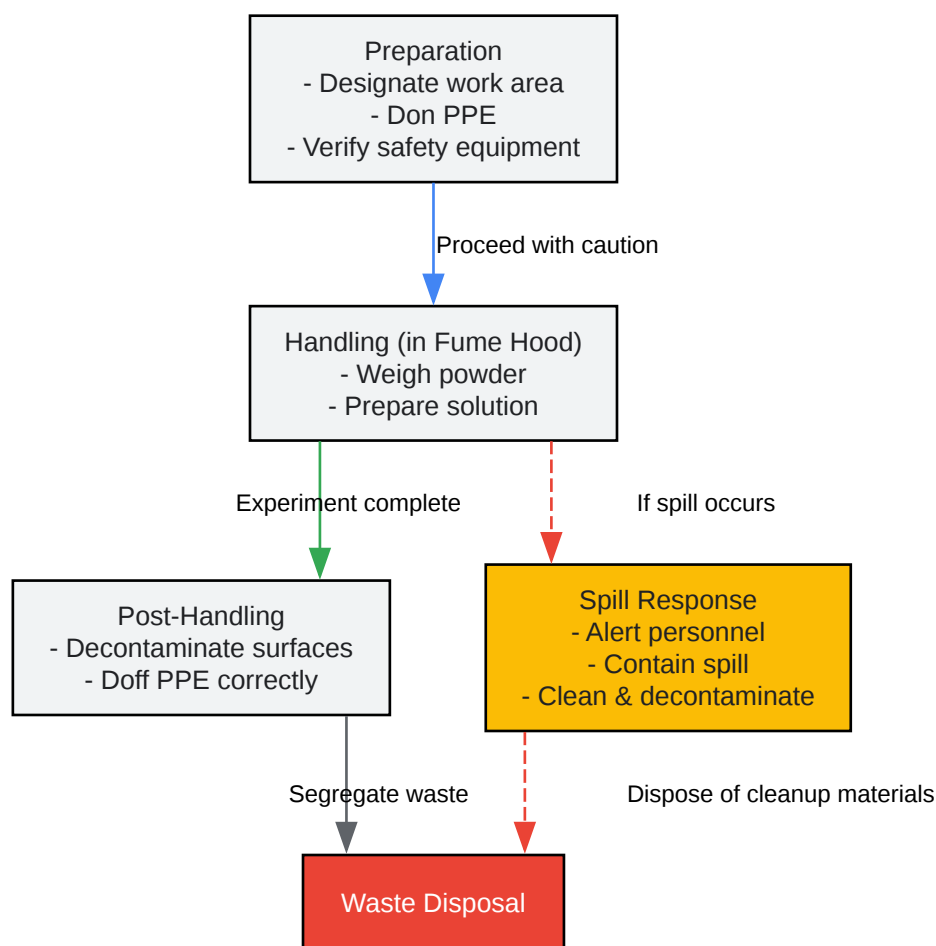 Preparation
- Designate work area
- Don PPE
- Verify safety equipment
Proceed with caution
Handling (in Fume Hood)
- Weigh powder
- Prepare solution
Experiment complete
If spill occurs
Post-Handling
- Decontaminate surfaces
- Doff PPE correctly
Spill Response
- Alert personnel
- Contain spill
- Clean & decontaminate
Segregate waste
Dispose of cleanup materials
Waste Disposal